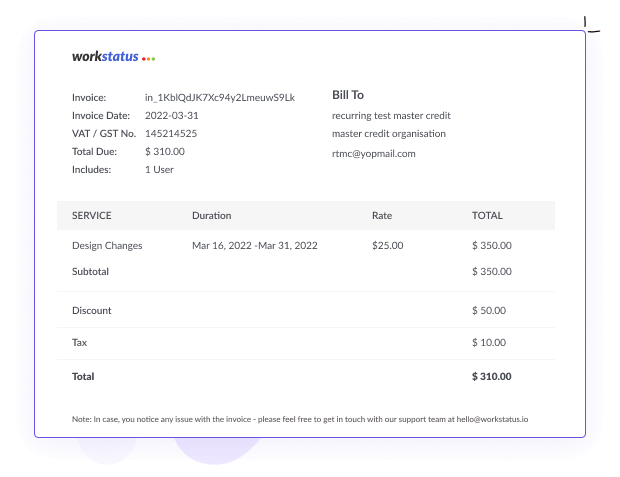 workstatus
Invoice: in_1KblQdJK7Xc94y2LmeuwS9Lk
Invoice Date: 2022-03-31
VAT / GST No. 145214525
Total Due: $ 310.00
Includes: 1 User
Bill To
recurring test master credit
master credit organisation
rtmc@yopmail.com
SERVICE Duration Rate TOTAL
Design Changes Mar 16, 2022 -Mar 31, 2022 $25.00 $ 350.00
Subtotal $ 350.00
Discount $ 50.00
Tax $ 10.00
Total $ 310.00
Note: In case, you notice any issue with the invoice - please feel free to get in touch with our support team at hello@workstatus.io